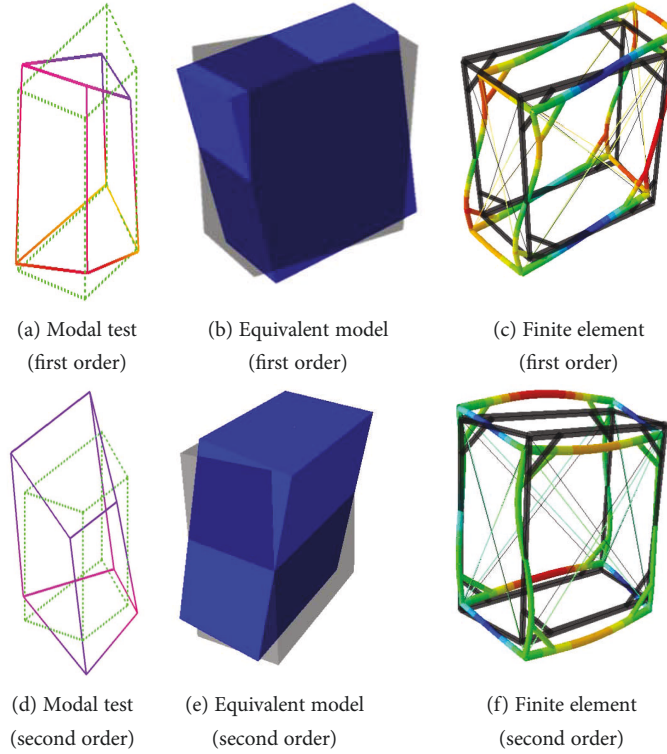 (a) Modal test
(first order)
(b) Equivalent model
(first order)
(c) Finite element
(first order)
(d) Modal test
(second order)
(e) Equivalent model
(second order)
(f) Finite element
(second order)